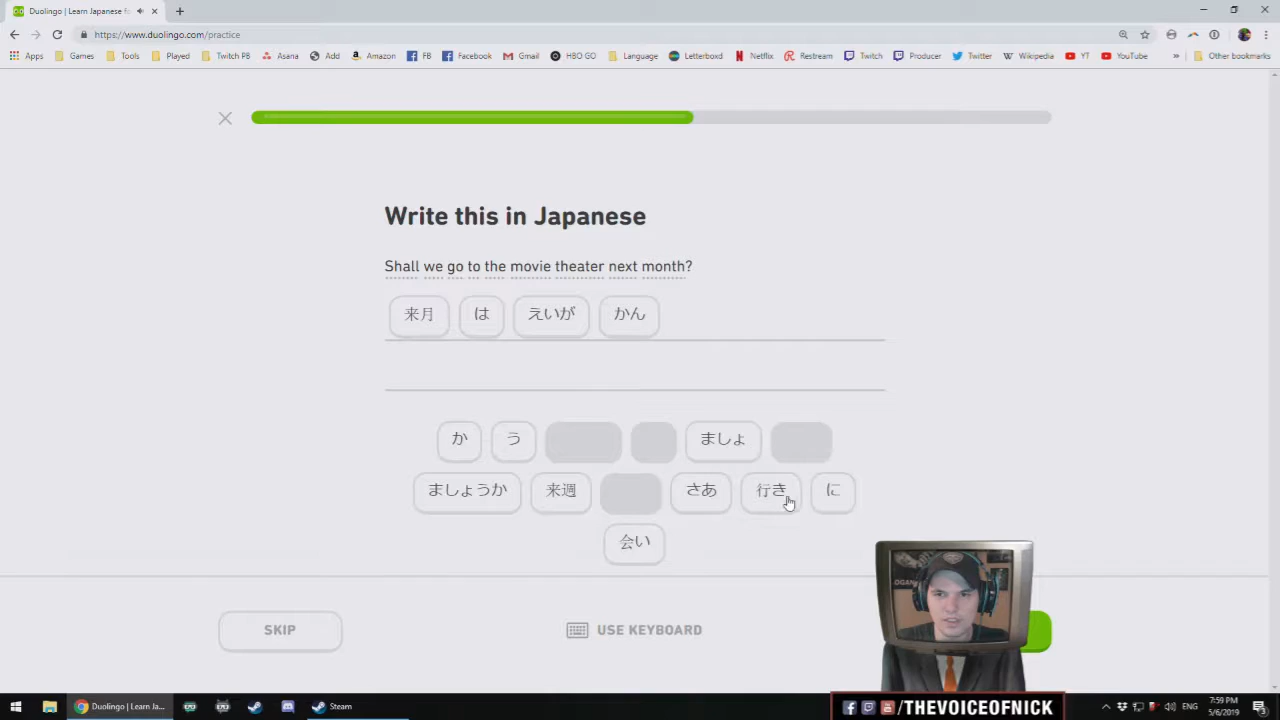 Duolingo | Learn Japanese fo
https://www.duolingo.com/practice
Apps Games Tools Played Twitch PB Asana Add Amazon FB Facebook Gmail HBO GO Language Letterboxd Netflix Restream Twitch Producer Twitter Wikipedia YT YouTube » Other bookmarks
Write this in Japanese
Shall we go to the movie theater next month?
来月 は えいが かん
か う ましょ
ましょうか 来週 さあ 行き に
会い
SKIP
USE KEYBOARD
/THEVOICEOFNICK
Duolingo | Learn Ja...
Steam
ENG
7:59 PM
5/6/2019